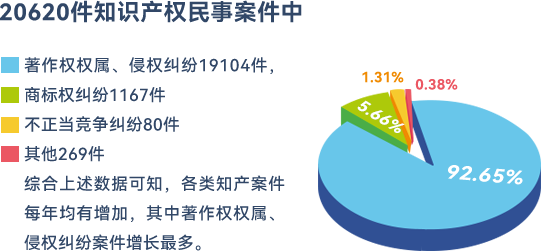 20620件知识产权民事案件中
著作权权属、侵权纠纷19104件，
商标权纠纷1167件
不正当竞争纠纷80件
其他269件
综合上述数据可知，各类知产案件
每年均有增加，其中著作权权属、
侵权纠纷案件增长最多。
1.31%
0.38%
5.66%
92.65%